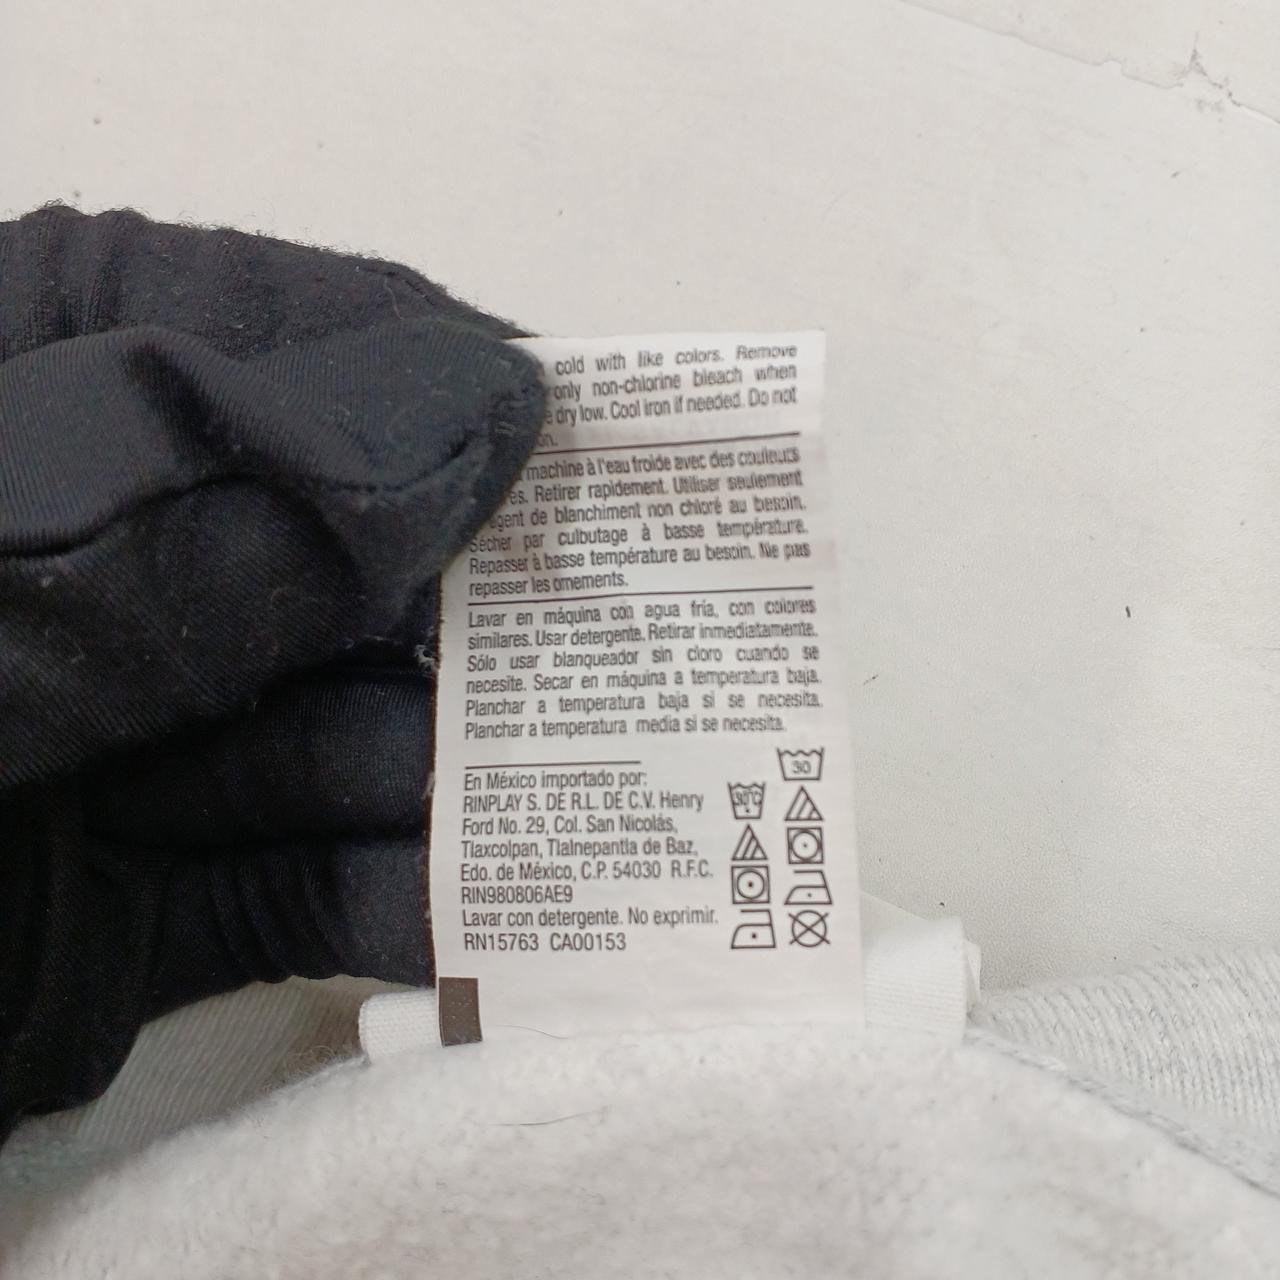 cold with like colors. Remove
only non-chlorine bleach when
dry low. Cool iron if needed. Do not
machine à l'eau froide avec des couleurs
Retirer rapidement. Utiliser seulement
de blanchiment non chloré au besoin.
Sécher par culbutage à basse température.
Repasser à basse température au besoin. Ne pas
repasser les ornements.
Lavar en máquina con agua fría, con colores
similares. Usar detergente. Retirar inmediatamente.
Sólo usar blanqueador sin cloro cuando se
necesite. Secar en máquina a temperatura baja.
Planchar a temperatura baja si se necesita.
Planchar a temperatura media si se necesita.
En México importado por:
RINPLAY S. DE R.L. DE C.V. Henry
Ford No. 29, Col. San Nicolás,
Tlaxcolpan, Tlalnepantla de Baz,
Edo. de México, C.P. 54030 R.F.C.
RIN980806AE9
Lavar con detergente. No exprimir.
RN15763 CA00153
30
30°C